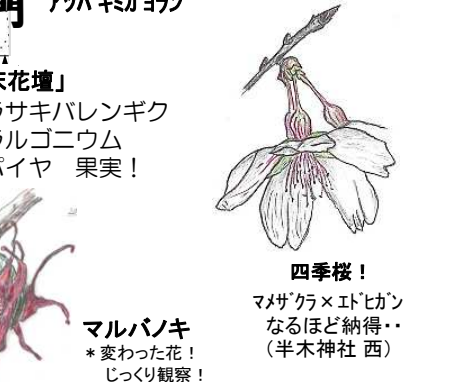 門 アツバキミガヨラン
花壇」
ラサキバレンギク
ラルゴニウム
パイヤ 果実！
四季桜！
ﾏﾒｻﾞｸﾗ×ｴﾄﾞﾋｶﾞﾝ
なるほど納得・・
（半木神社 西）
マルバノキ
＊変わった花！
じっくり観察！